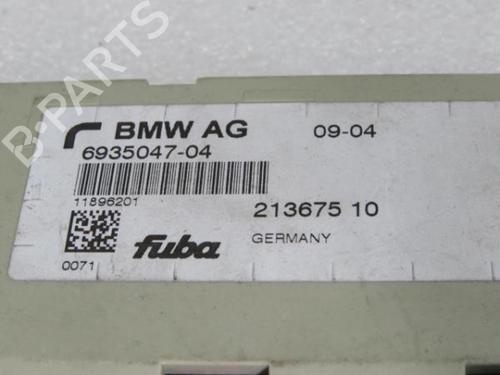 BMW AG 09-04
6935047-04
11896201
213675 10
fuba GERMANY
0071
B-PARTS